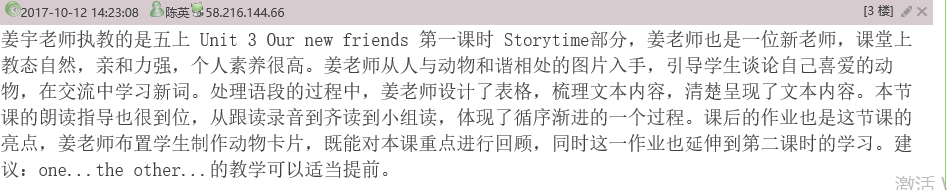 2017-10-12 14:23:08 陈英 58.216.144.66 [3 楼]
姜宇老师执教的是五上 Unit 3 Our new friends 第一课时 Storytime部分，姜老师也是一位新老师，课堂上
教态自然，亲和力强，个人素养很高。姜老师从人与动物和谐相处的图片入手，引导学生谈论自己喜爱的动
物，在交流中学习新词。处理语段的过程中，姜老师设计了表格，梳理文本内容，清楚呈现了文本内容。本节
课的朗读指导也很到位，从跟读录音到齐读到小组读，体现了循序渐进的一个过程。课后的作业也是这节课的
亮点，姜老师布置学生制作动物卡片，既能对本课重点进行回顾，同时这一作业也延伸到第二课时的学习。建
议：one...the other...的教学可以适当提前。
激活